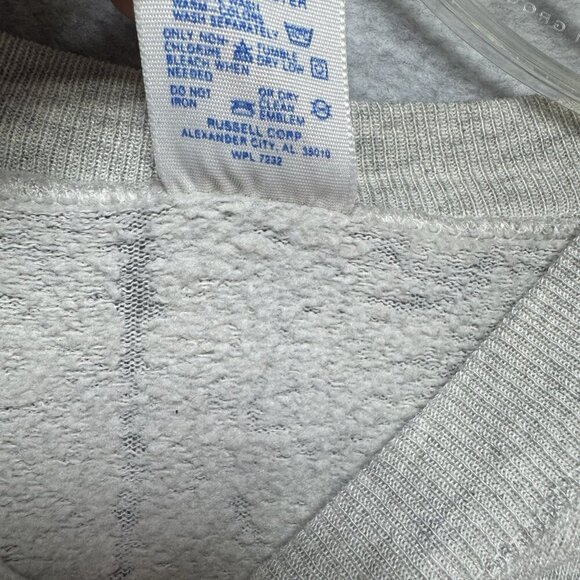 WARM
WASH SEPARATELY
ONLY NON-
CHLORINE
BLEACH WHEN
NEEDED
TUMBLE
DRY LOW
DO NOT
IRON
OR DRY
CLEAN
EMBLEM
RUSSELL CORP
ALEXANDER CITY, AL 35010
WPL 7232